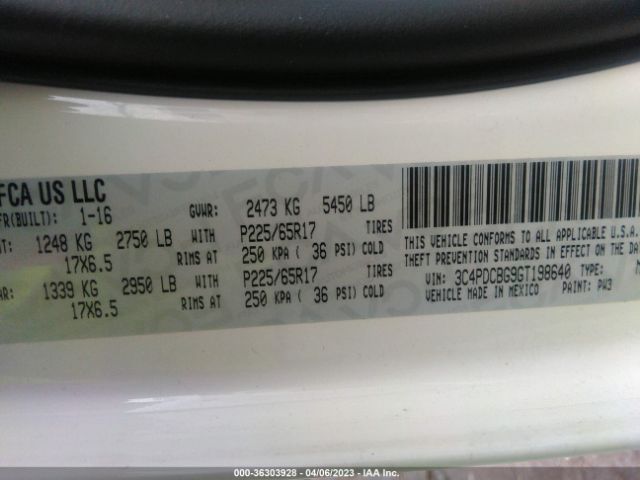 FCA US LLC
FR(BUILT): 1-16 GVWR: 2473 KG 5450 LB
AT: 1248 KG 2750 LB WITH P225/65R17 TIRES
17X6.5 RIMS AT 250 KPA ( 36 PSI) COLD
AR: 1339 KG 2950 LB WITH P225/65R17 TIRES
17X6.5 RIMS AT 250 KPA ( 36 PSI) COLD
THIS VEHICLE CONFORMS TO ALL APPLICABLE U.S.A.
THEFT PREVENTION STANDARDS IN EFFECT ON THE DA
VIN: 3C4PDCBG9GT198640 TYPE: M
VEHICLE MADE IN MEXICO PAINT: PW3
000-36303928 - 04/06/2023 - IAA Inc.